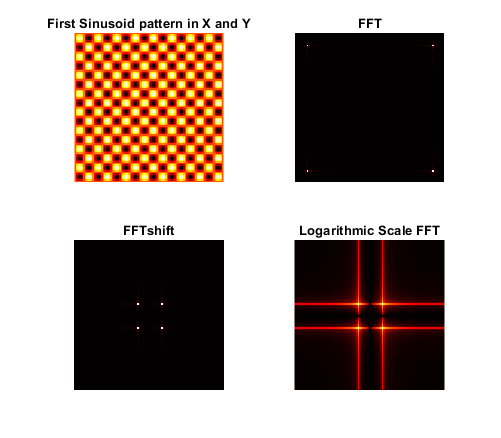 First Sinusoid pattern in X and Y
FFT
FFTshift
Logarithmic Scale FFT